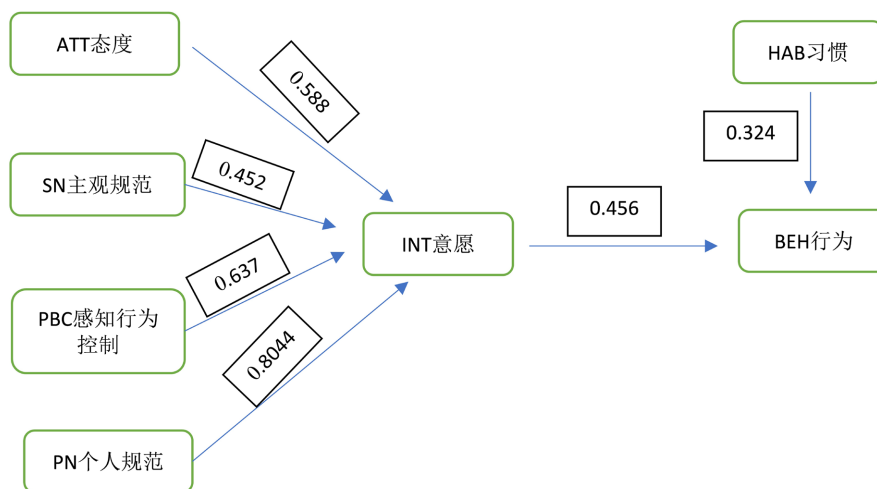 ATT态度
HAB习惯
0.588
0.324
SN主观规范
0.452
0.456
INT意愿
BEH行为
0.637
PBC感知行为
控制
0.8044
PN个人规范